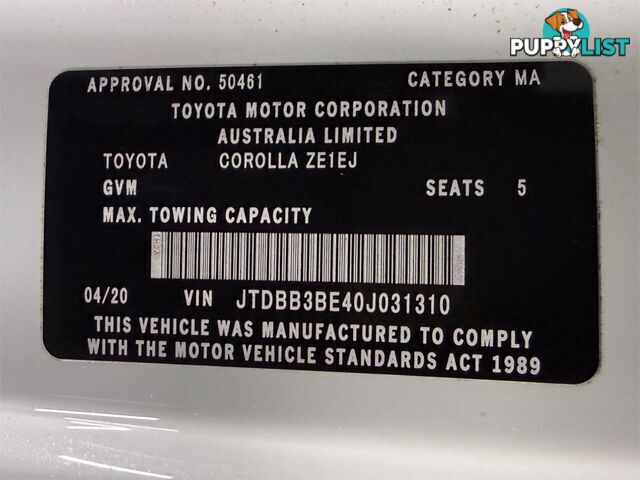 PUPPYLIST
APPROVAL NO. 50461 CATEGORY MA
TOYOTA MOTOR CORPORATION
AUSTRALIA LIMITED
TOYOTA COROLLA ZE1EJ
GVM SEATS 5
MAX. TOWING CAPACITY
04/20 VIN JTDBB3BE40J031310
THIS VEHICLE WAS MANUFACTURED TO COMPLY
WITH THE MOTOR VEHICLE STANDARDS ACT 1989